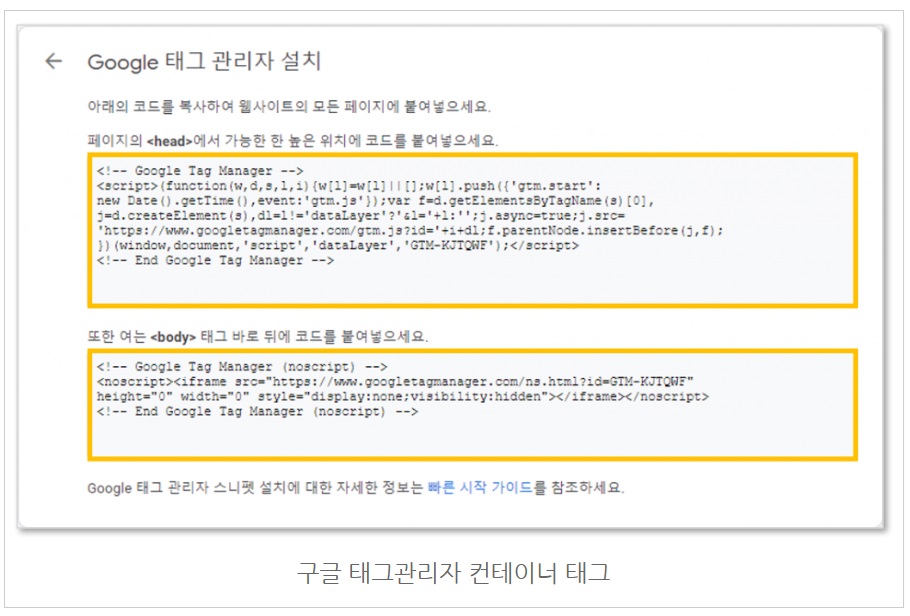 ← Google 태그 관리자 설치
아래의 코드를 복사하여 웹사이트의 모든 페이지에 붙여넣으세요.
페이지의 <head>에서 가능한 한 높은 위치에 코드를 붙여넣으세요.
<!-- Google Tag Manager -->
<script>(function(w,d,s,l,i){w[l]=w[l]||[];w[l].push({'gtm.start':
new Date().getTime(),event:'gtm.js'});var f=d.getElementsByTagName(s)[0],
j=d.createElement(s),dl=l!='dataLayer'?'&l='+l:'';j.async=true;j.src=
'https://www.googletagmanager.com/gtm.js?id='+i+dl;f.parentNode.insertBefore(j,f);
})(window,document,'script','dataLayer','GTM-KJTQWF');</script>
<!-- End Google Tag Manager -->
또한 여는 <body> 태그 바로 뒤에 코드를 붙여넣으세요.
<!-- Google Tag Manager (noscript) -->
<noscript><iframe src="https://www.googletagmanager.com/ns.html?id=GTM-KJTQWF"
height="0" width="0" style="display:none;visibility:hidden"></iframe></noscript>
<!-- End Google Tag Manager (noscript) -->
Google 태그 관리자 스니펫 설치에 대한 자세한 정보는 빠른 시작 가이드를 참조하세요.
구글 태그관리자 컨테이너 태그